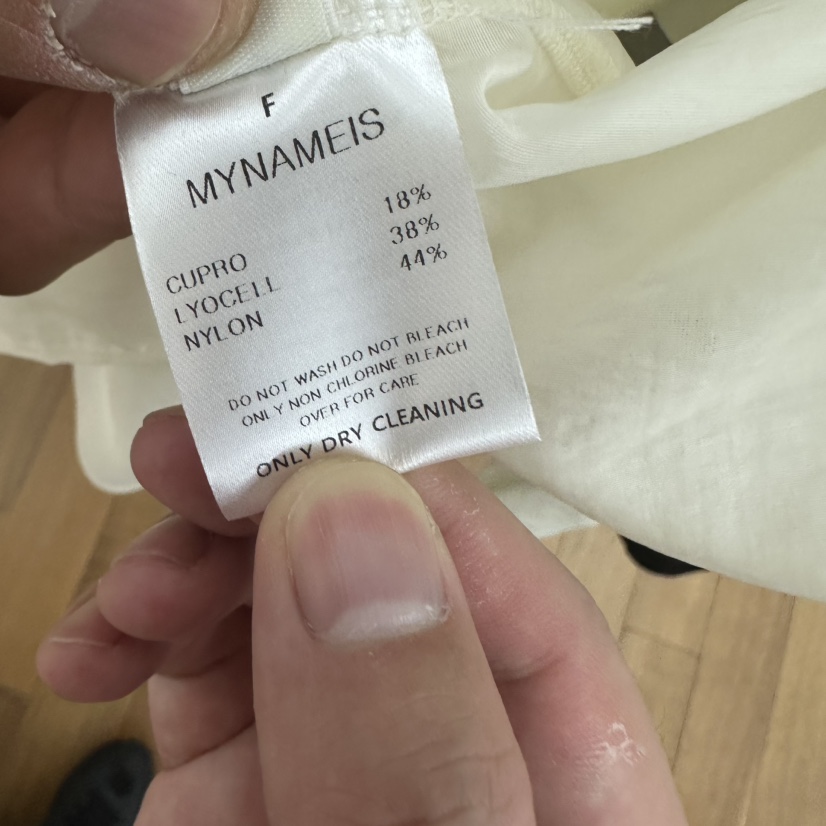 F
MYNAMEIS
CUPRO 18%
LYOCELL 38%
NYLON 44%
DO NOT WASH DO NOT BLEACH
ONLY NON CHLORINE BLEACH
OVER FOR CARE
ONLY DRY CLEANING